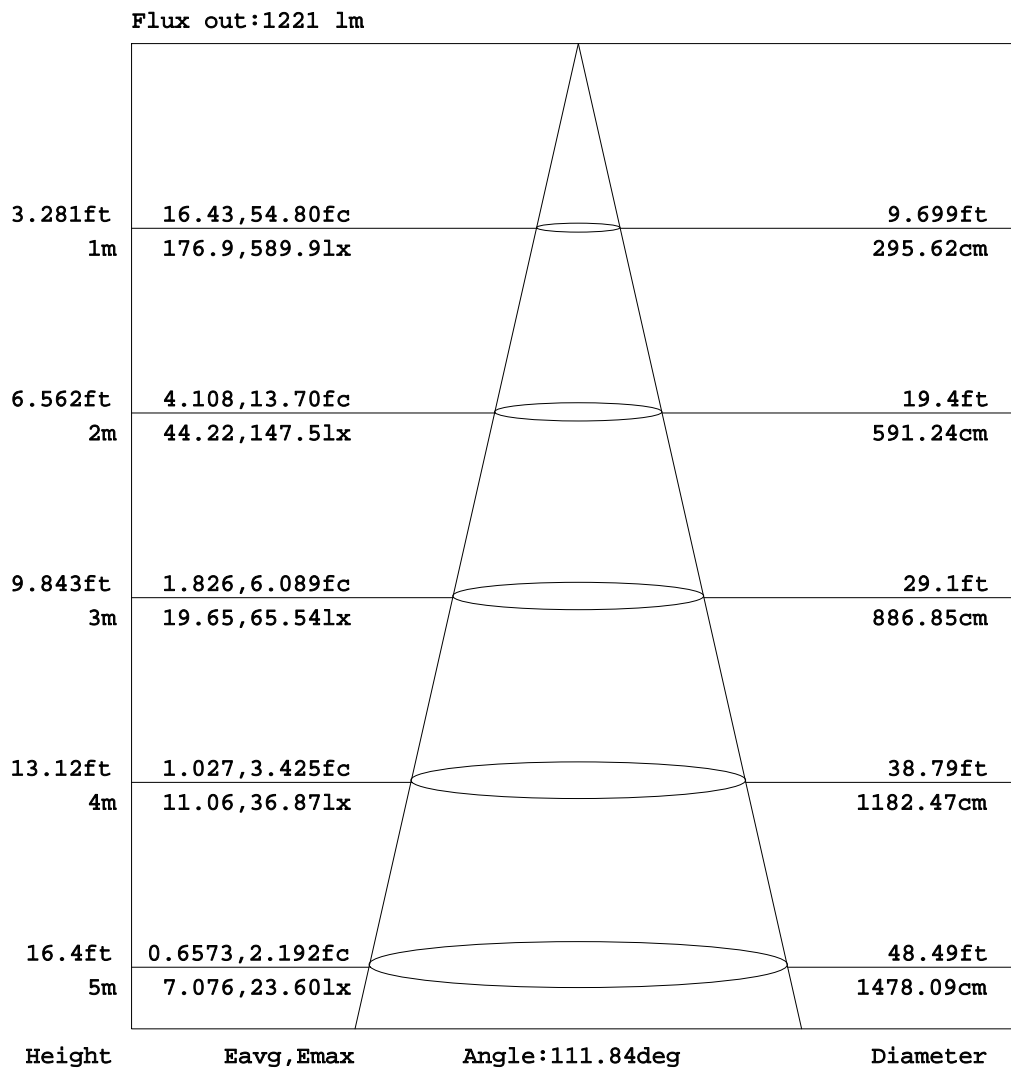 Flux out:1221 lm
3.281ft 16.43,54.80fc 9.699ft
1m 176.9,589.9lx 295.62cm
6.562ft 4.108,13.70fc 19.4ft
2m 44.22,147.5lx 591.24cm
9.843ft 1.826,6.089fc 29.1ft
3m 19.65,65.54lx 886.85cm
13.12ft 1.027,3.425fc 38.79ft
4m 11.06,36.87lx 1182.47cm
16.4ft 0.6573,2.192fc 48.49ft
5m 7.076,23.60lx 1478.09cm
Height Eavg,Emax Angle:111.84deg Diameter